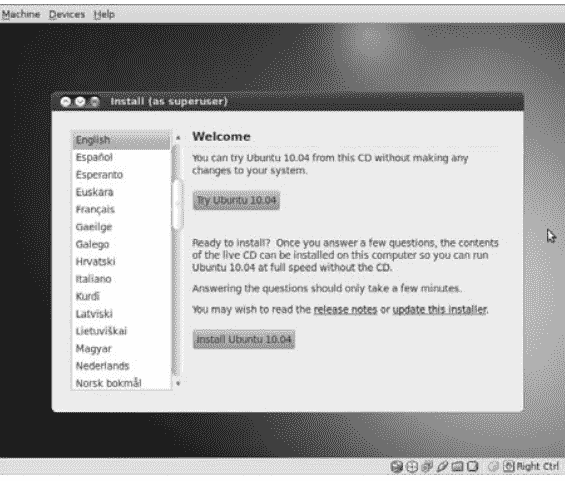 Machine Devices Help
Install (as superuser)
English
Español
Esperanto
Euskara
Français
Gaeilge
Galego
Hrvatski
Italiano
Kurdî
Latviski
Lietuviškai
Magyar
Nederlands
Norsk bokmål
Welcome
You can try Ubuntu 10.04 from this CD without making any
changes to your system.
Try Ubuntu 10.04
Ready to install? Once you answer a few questions, the contents
of the live CD can be installed on this computer so you can run
Ubuntu 10.04 at full speed without the CD.
Answering the questions should only take a few minutes.
You may wish to read the release notes or update this installer.
Install Ubuntu 10.04
Right Ctrl